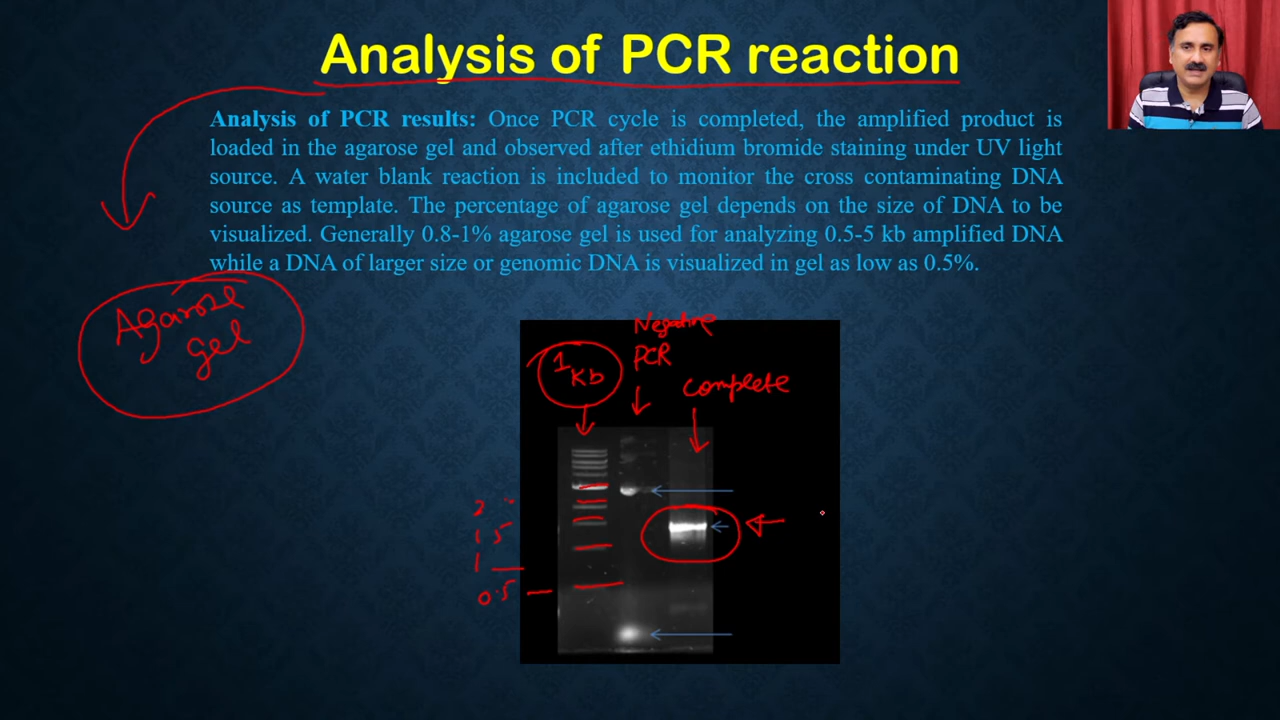 Analysis of PCR reaction
Analysis of PCR results: Once PCR cycle is completed, the amplified product is
loaded in the agarose gel and observed after ethidium bromide staining under UV light
source. A water blank reaction is included to monitor the cross contaminating DNA
source as template. The percentage of agarose gel depends on the size of DNA to be
visualized. Generally 0.8-1% agarose gel is used for analyzing 0.5-5 kb amplified DNA
while a DNA of larger size or genomic DNA is visualized in gel as low as 0.5%.
Agarose
gel
Negative
PCR
1
Kb
complete
2
1.5
1
0.5